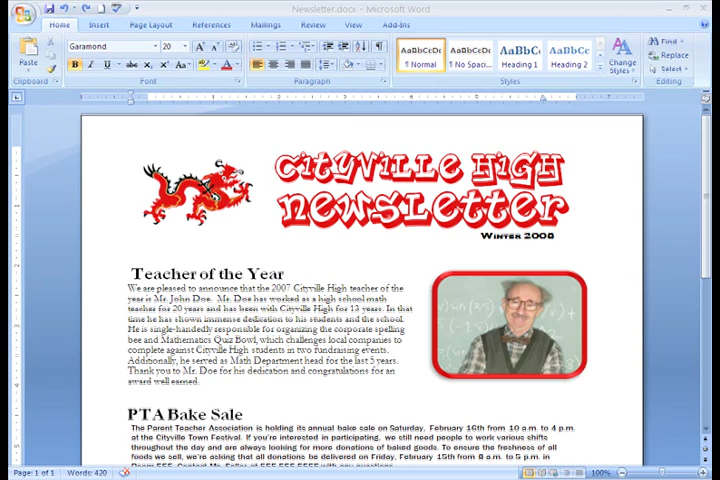 Newsletter.docx - Microsoft Word
Home Insert Page Layout References Mailings Review View Add-Ins
Garamond 20
AaBbCcDc AaBbCcDc AaBbC AaBbCc
Paste
¶ Normal ¶ No Spaci... Heading 1 Heading 2
Change Styles
Find
Replace
Select
Clipboard Font Paragraph Styles Editing
Cityville High
Newsletter
Winter 2008
Teacher of the Year
We are pleased to announce that the 2007 Cityville High teacher of the
year is Mr. John Doe. Mr. Doe has worked as a high school math
teacher for 20 years and has been with Cityville High for 13 years. In that
time he has shown immense dedication to his students and the school.
He is single-handedly responsible for organizing the corporate spelling
bee and Mathematics Quiz Bowl, which challenges local companies to
complete against Cityville High students in two fundraising events.
Additionally, he served as Math Department head for the last 5 years.
Thank you to Mr. Doe for his dedication and congratulations for an
award well earned.
PTA Bake Sale
The Parent Teacher Association is holding its annual bake sale on Saturday, February 16th from 10 a.m. to 4 p.m.
at the Cityville Town Festival. If you're interested in participating, we still need people to work various shifts
throughout the day and are always looking for more donations of baked goods. To ensure the freshness of all
foods we sell, we're asking that all donations be delivered on Friday, February 15th from 8 a.m. to 5 p.m. in
Page: 1 of 1 Words: 420 100%